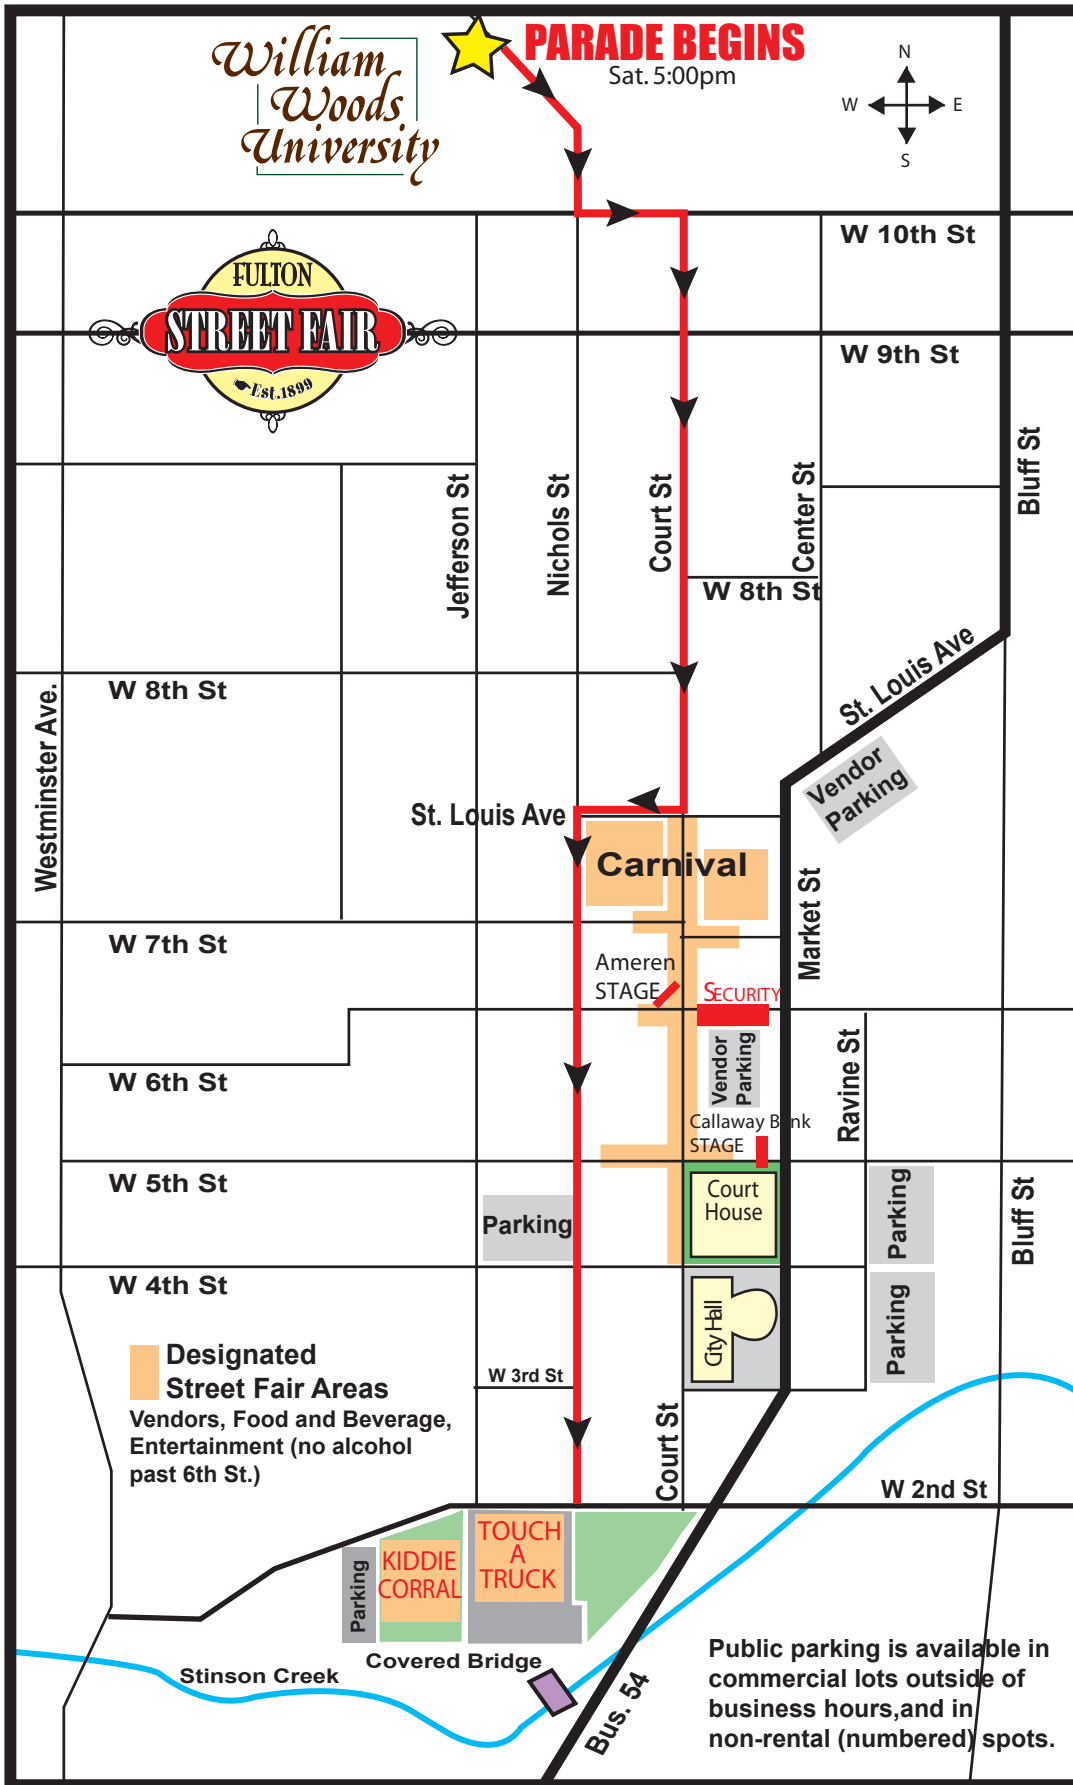 William
Woods
University
PARADE BEGINS
Sat. 5:00pm
N
W
E
S
W 10th St
FULTON
STREET FAIR
Est.1899
W 9th St
Jefferson St
Nichols St
Court St
Center St
Bluff St
W 8th St
St. Louis Ave
W 8th St
Westminster Ave.
Vendor
Parking
St. Louis Ave
Carnival
Market St
W 7th St
Ameren
STAGE
SECURITY
Vendor
Parking
Ravine St
W 6th St
Callaway Bank
STAGE
W 5th St
Court
House
Parking
Parking
Bluff St
W 4th St
City Hall
Parking
Designated
Street Fair Areas
Vendors, Food and Beverage,
Entertainment (no alcohol
past 6th St.)
W 3rd St
Court St
W 2nd St
Parking
KIDDIE
CORRAL
TOUCH
A
TRUCK
Covered Bridge
Stinson Creek
Bus. 54
Public parking is available in
commercial lots outside of
business hours,and in
non-rental (numbered) spots.